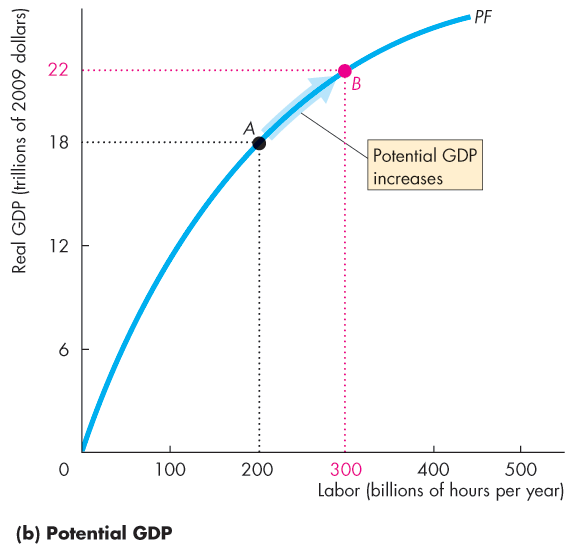 Real GDP (trillions of 2009 dollars)
PF
22
B
A
18
Potential GDP
increases
12
6
0
100
200
300
400
500
Labor (billions of hours per year)
(b) Potential GDP